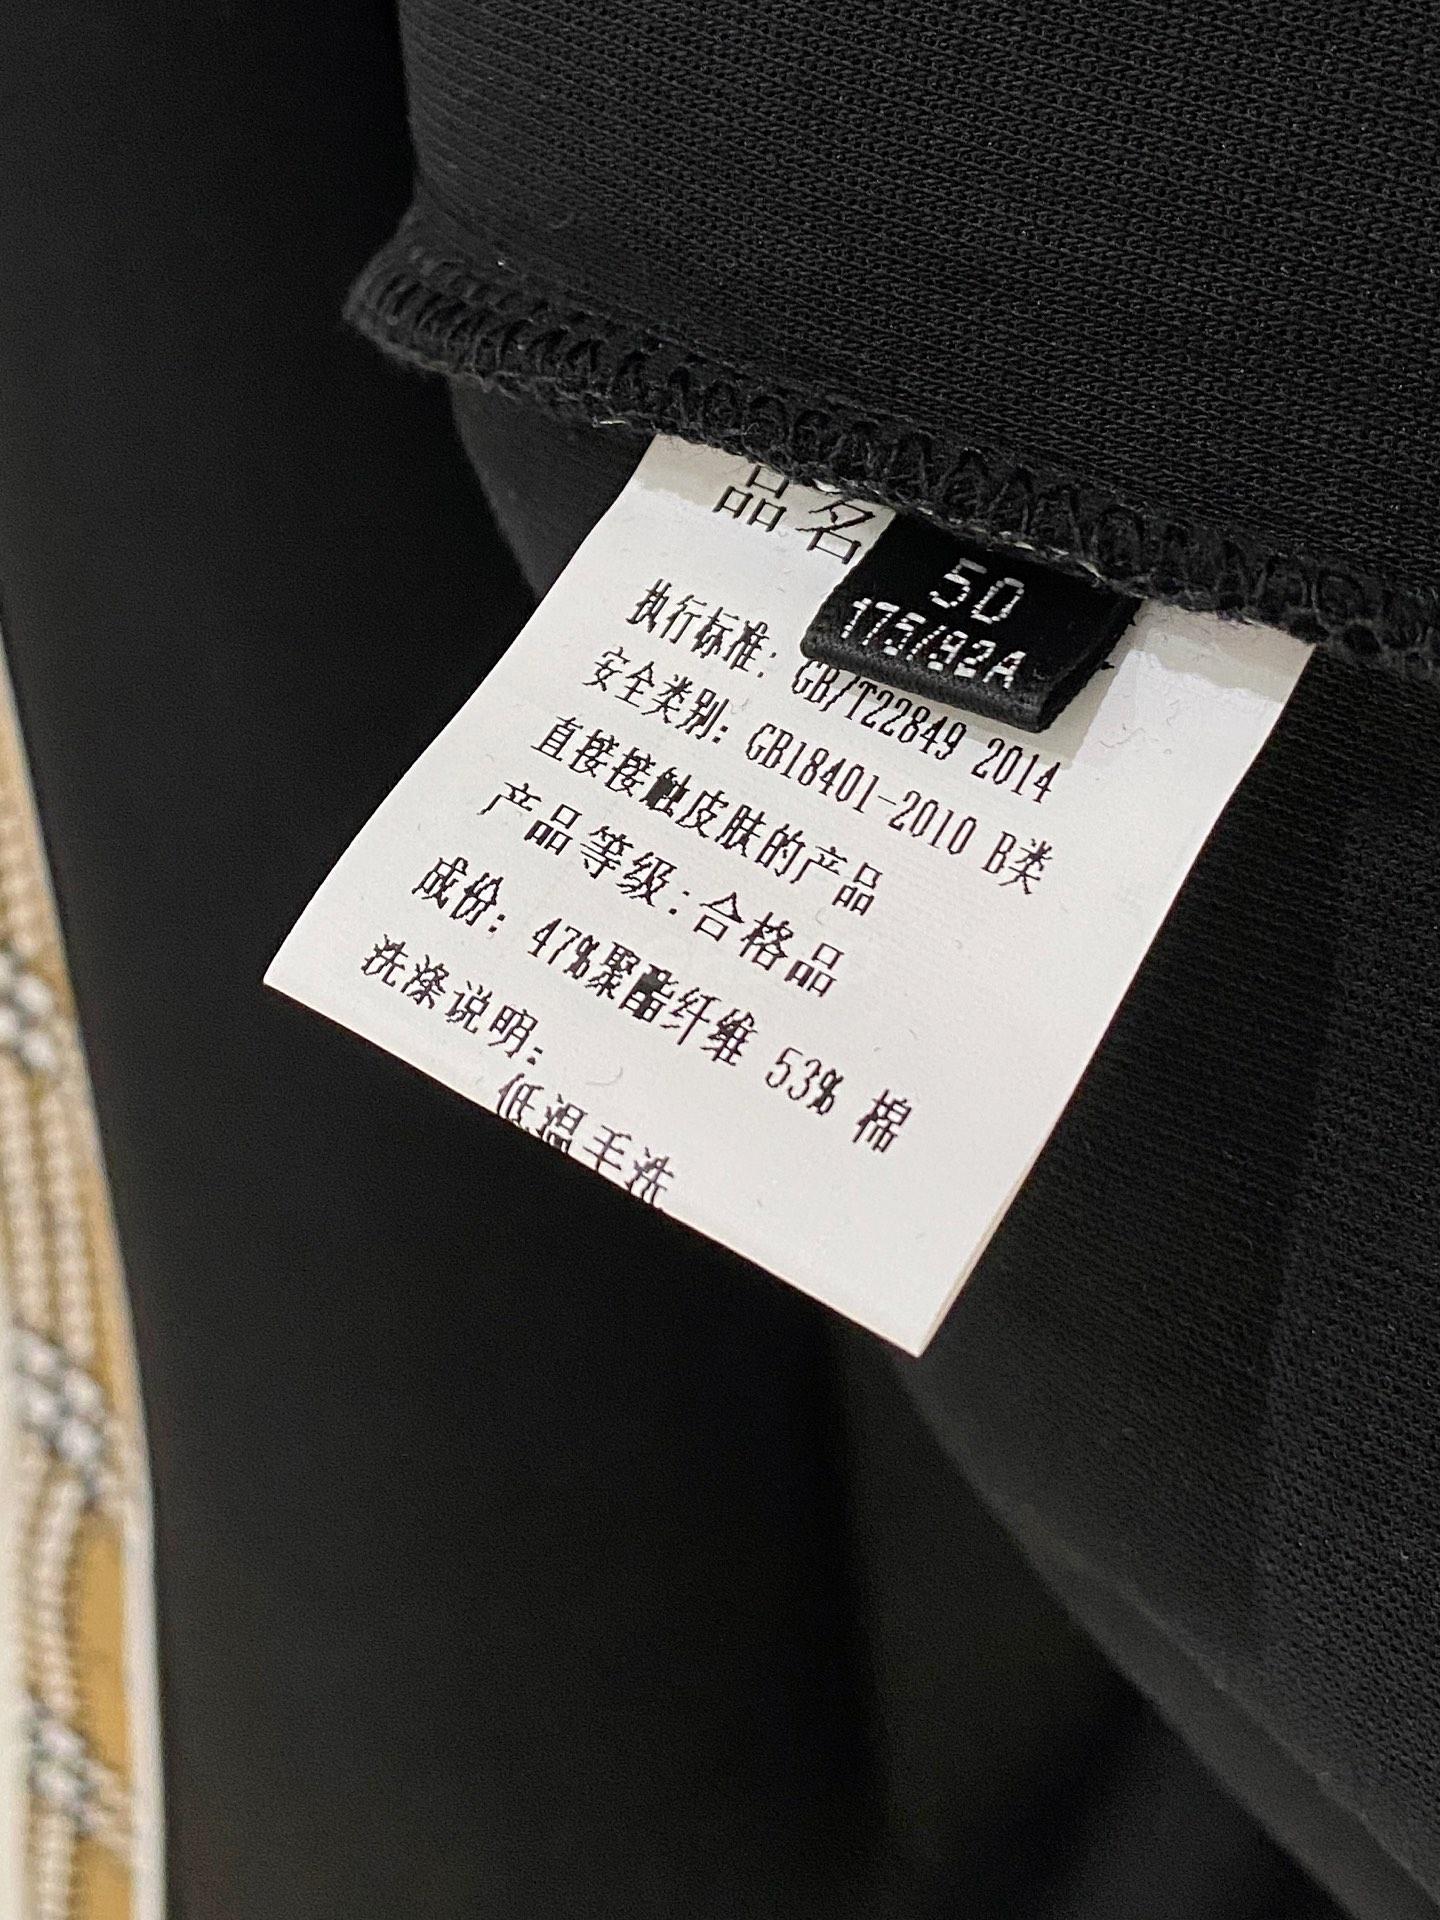 品名
50
175/92A
执行标准: GB/T22849 2014
安全类别: GB18401-2010 B类
直接接触皮肤的产品
产品等级:合格品
成份: 47%聚酯纤维 53% 棉
洗涤说明:
低温手洗